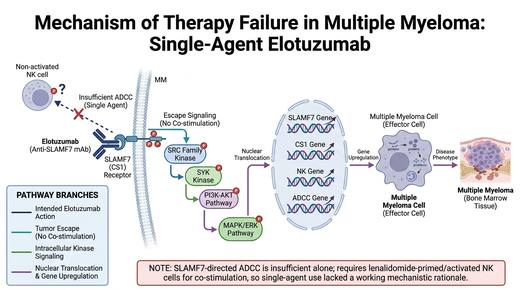 Mechanism of Therapy Failure in Multiple Myeloma:
Single-Agent Elotuzumab
Non-activated
NK cell
?
Insufficient ADCC
(Single Agent)
MM
Escape Signaling
(No Co-stimulation)
Elotuzumab
(Anti-SLAMF7 mAb)
SLAMF7
(CS1)
Receptor
SRC Family
Kinase
SYK
Kinase
PI3K-AKT
Pathway
MAPK/ERK
Pathway
Nuclear
Translocation
SLAMF7 Gene
CS1 Gene
NK Gene
ADCC Gene
Gene
Upregulation
Multiple Myeloma Cell
(Effector Cell)
Multiple
Myeloma Cell
(Effector Cell)
Disease
Phenotype
Multiple Myeloma
(Bone Marrow
Tissue)
PATHWAY BRANCHES
Intended Elotuzumab
Action
Tumor Escape
(No Co-stimulation)
Intracellular Kinase
Signaling
Nuclear Translocation
& Gene Upregulation
NOTE: SLAMF7-directed ADCC is insufficient alone; requires lenalidomide-primed/activated NK
cells for co-stimulation, so single-agent use lacked a working mechanistic rationale.